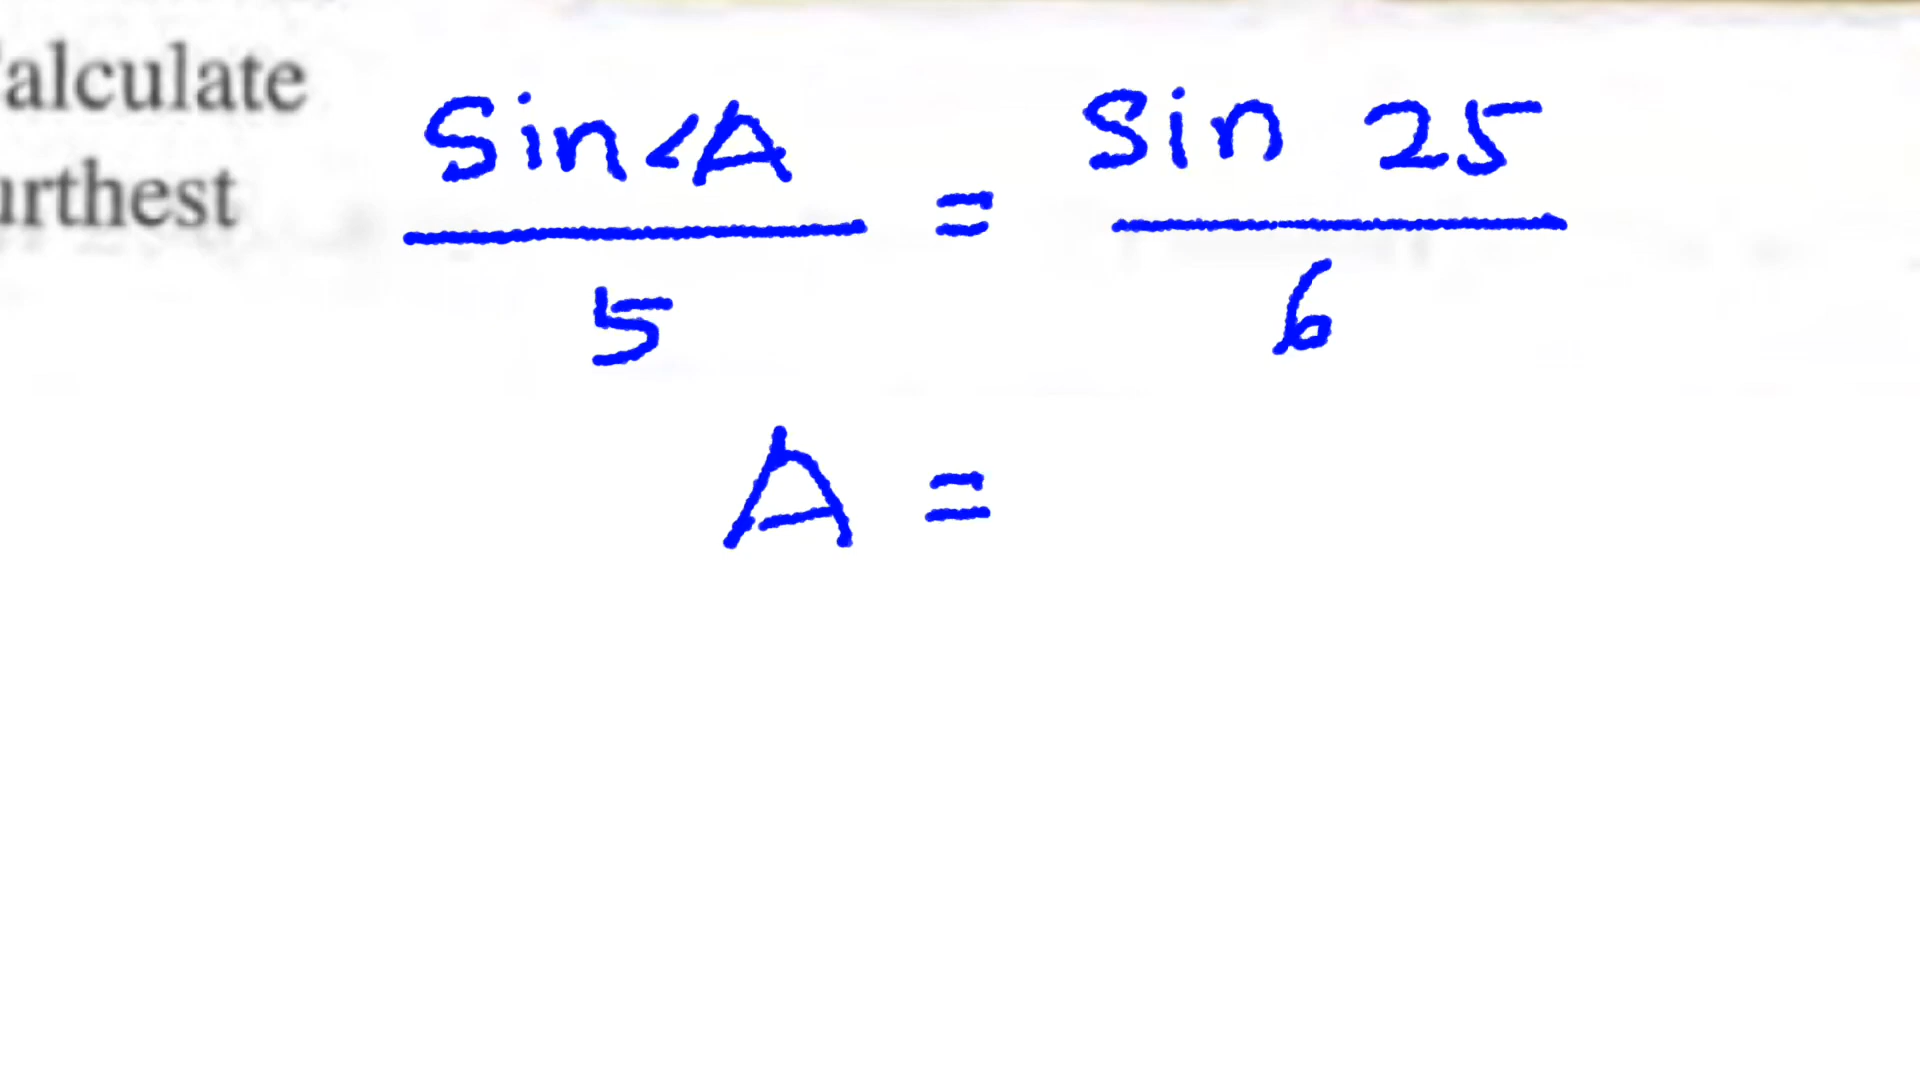 alculate
urthest
Sin<A = Sin 25
5 6
A =